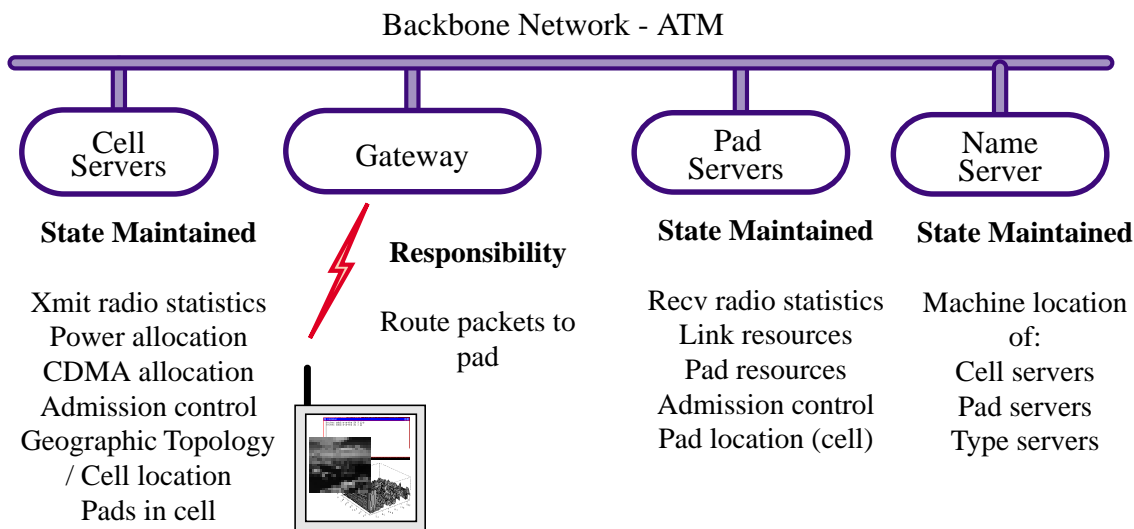 Backbone Network - ATM
Cell
Servers
Gateway
Pad
Servers
Name
Server
State Maintained
Xmit radio statistics
Power allocation
CDMA allocation
Admission control
Geographic Topology
/ Cell location
Pads in cell
Responsibility
Route packets to
pad
State Maintained
Recv radio statistics
Link resources
Pad resources
Admission control
Pad location (cell)
State Maintained
Machine location
of:
Cell servers
Pad servers
Type servers